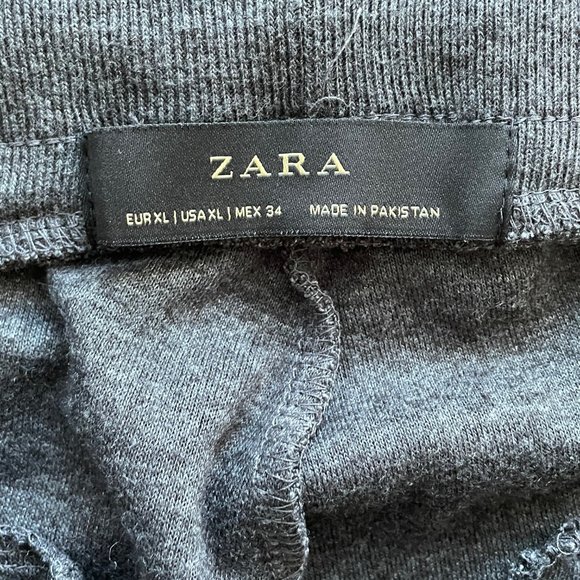 ZARA
EUR XL | USA XL | MEX 34 MADE IN PAKISTAN